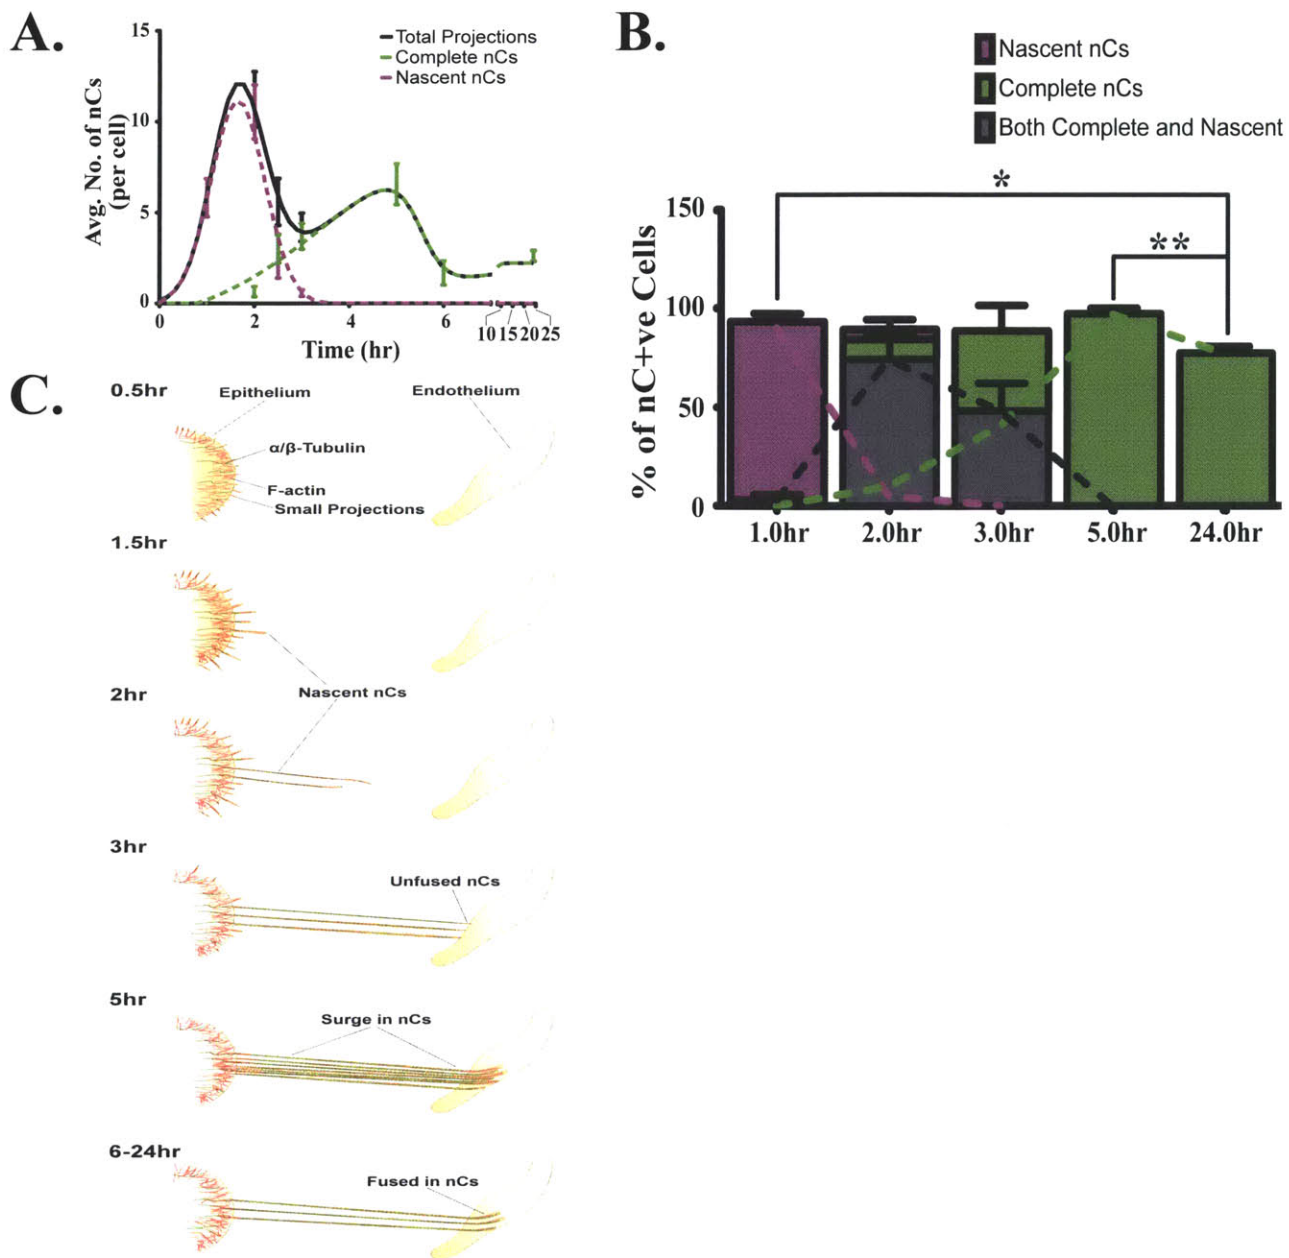 A.
15
10
5
0
Avg. No. of nCs
(per cell)
Total Projections
Complete nCs
Nascent nCs
0 2 4 6 10 15 20 25
Time (hr)
B.
Nascent nCs
Complete nCs
Both Complete and Nascent
*
**
150
100
50
0
% of nC+ve Cells
1.0hr 2.0hr 3.0hr 5.0hr 24.0hr
C.
0.5hr
Epithelium
Endothelium
α/β-Tubulin
F-actin
Small Projections
1.5hr
Nascent nCs
2hr
3hr
Unfused nCs
5hr
Surge in nCs
6-24hr
Fused in nCs